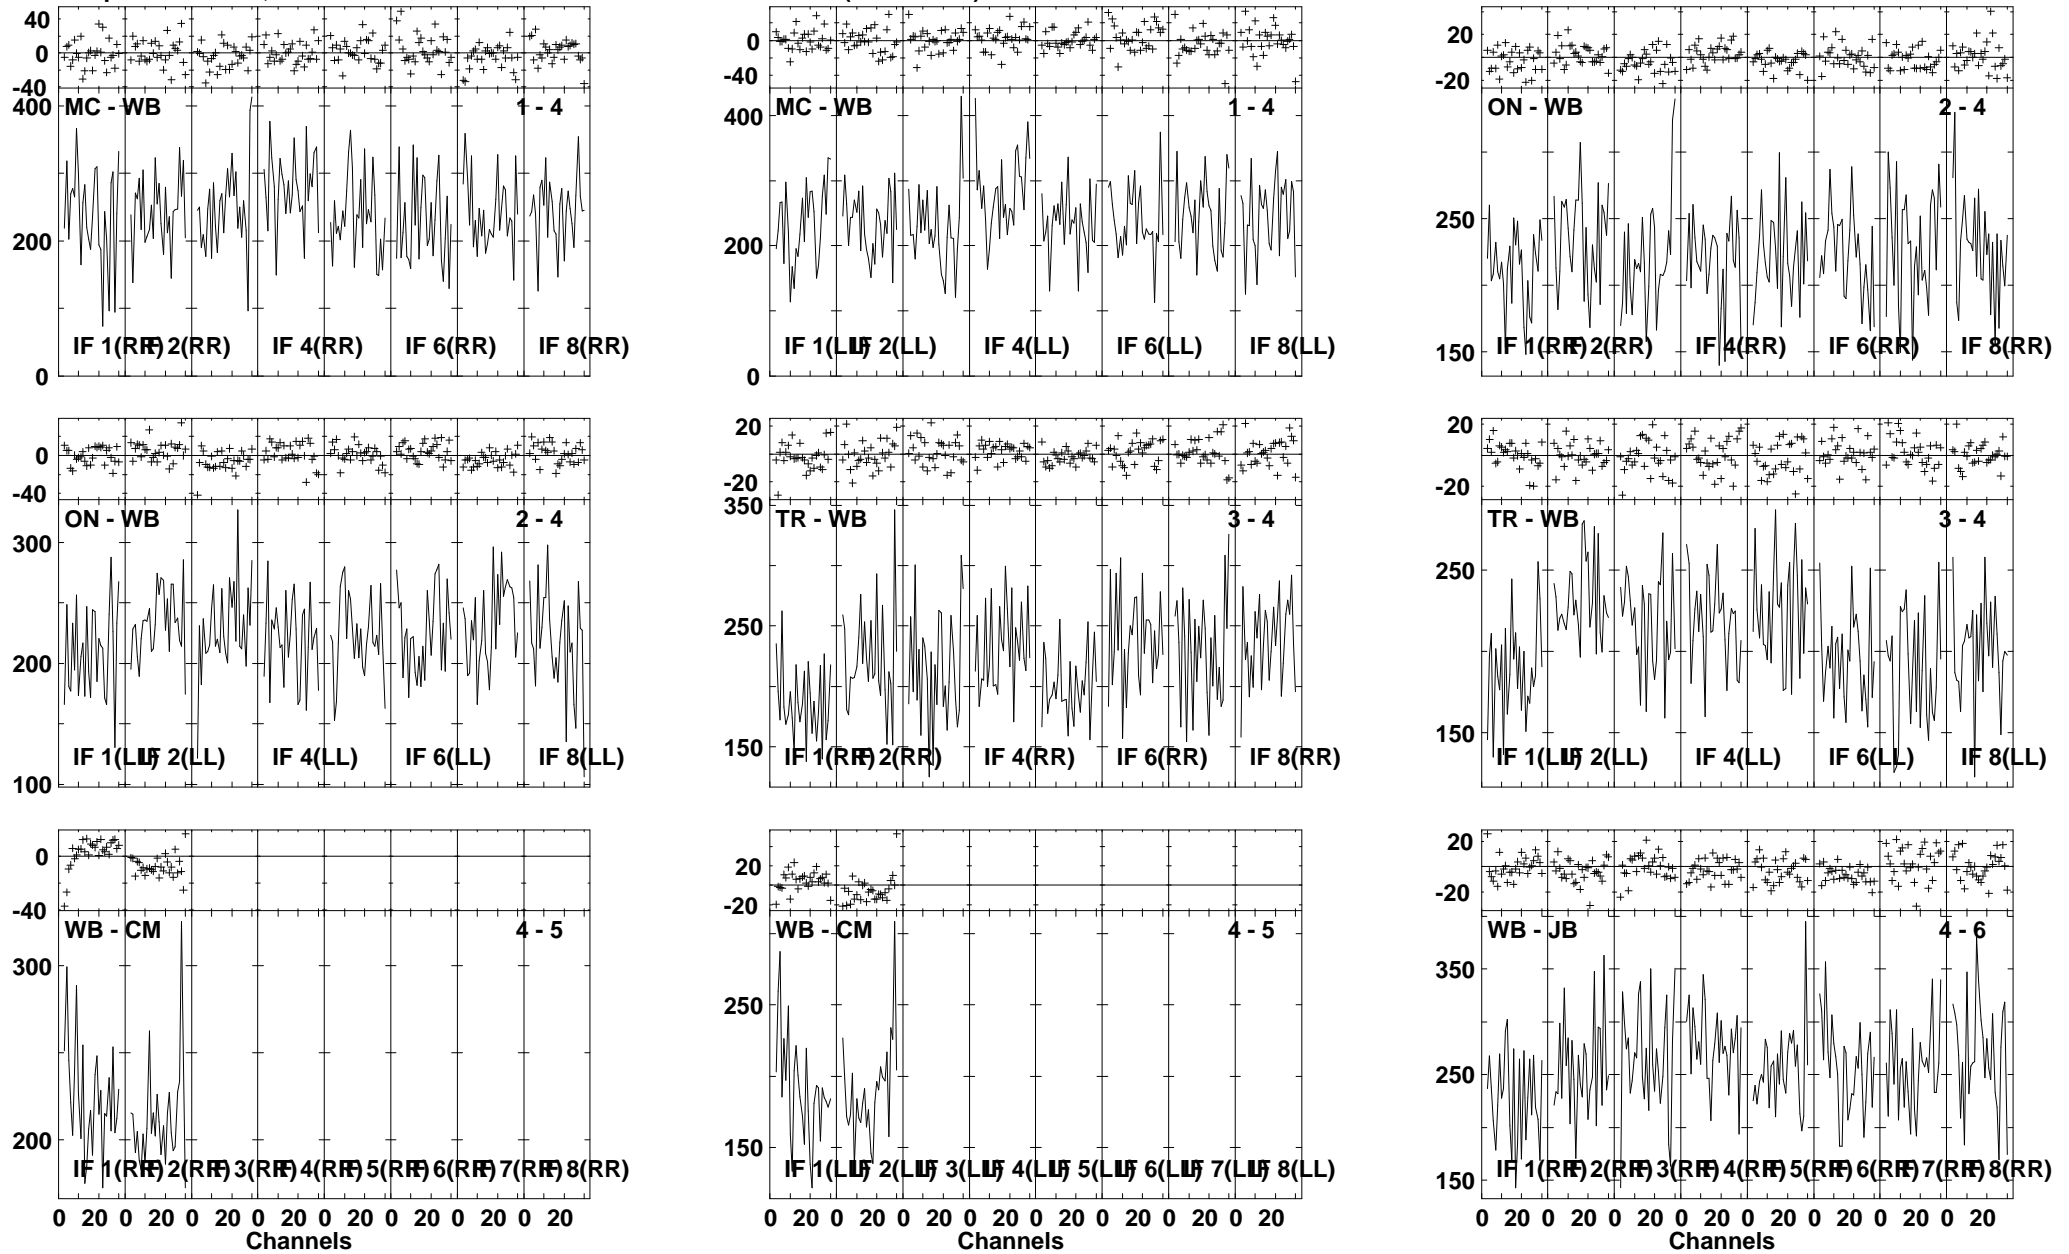 40
0
-40
400
MC - WB 1 - 4
200
IF 1(RR) IF 2(RR) IF 4(RR) IF 6(RR) IF 8(RR)
0
0
-40
400
MC - WB 1 - 4
200
IF 1(LL) IF 2(LL) IF 4(LL) IF 6(LL) IF 8(LL)
0
20
-20
ON - WB 2 - 4
250
IF 1(RR) IF 2(RR) IF 4(RR) IF 6(RR) IF 8(RR)
150
0
-40
ON - WB 2 - 4
300
200
IF 1(LL) IF 2(LL) IF 4(LL) IF 6(LL) IF 8(LL)
100
20
-20
350
TR - WB 3 - 4
250
150
IF 1(RR) IF 2(RR) IF 4(RR) IF 6(RR) IF 8(RR)
20
-20
TR - WB 3 - 4
250
150
IF 1(LL) IF 2(LL) IF 4(LL) IF 6(LL) IF 8(LL)
0
-40
WB - CM 4 - 5
300
200
IF 1(RR) IF 2(RR) IF 3(RR) IF 4(RR) IF 5(RR) IF 6(RR) IF 7(RR) IF 8(RR)
0 20 0 20 0 20 0 20 0 20 0 20 0 20 0 20
Channels
20
-20
WB - CM 4 - 5
250
150
IF 1(LL) IF 2(LL) IF 3(LL) IF 4(LL) IF 5(LL) IF 6(LL) IF 7(LL) IF 8(LL)
0 20 0 20 0 20 0 20 0 20 0 20 0 20 0 20
Channels
20
-20
WB - JB 4 - 6
350
250
150
IF 1(RR) IF 2(RR) IF 3(RR) IF 4(RR) IF 5(RR) IF 6(RR) IF 7(RR) IF 8(RR)
0 20 0 20 0 20 0 20 0 20 0 20 0 20 0 20
Channels